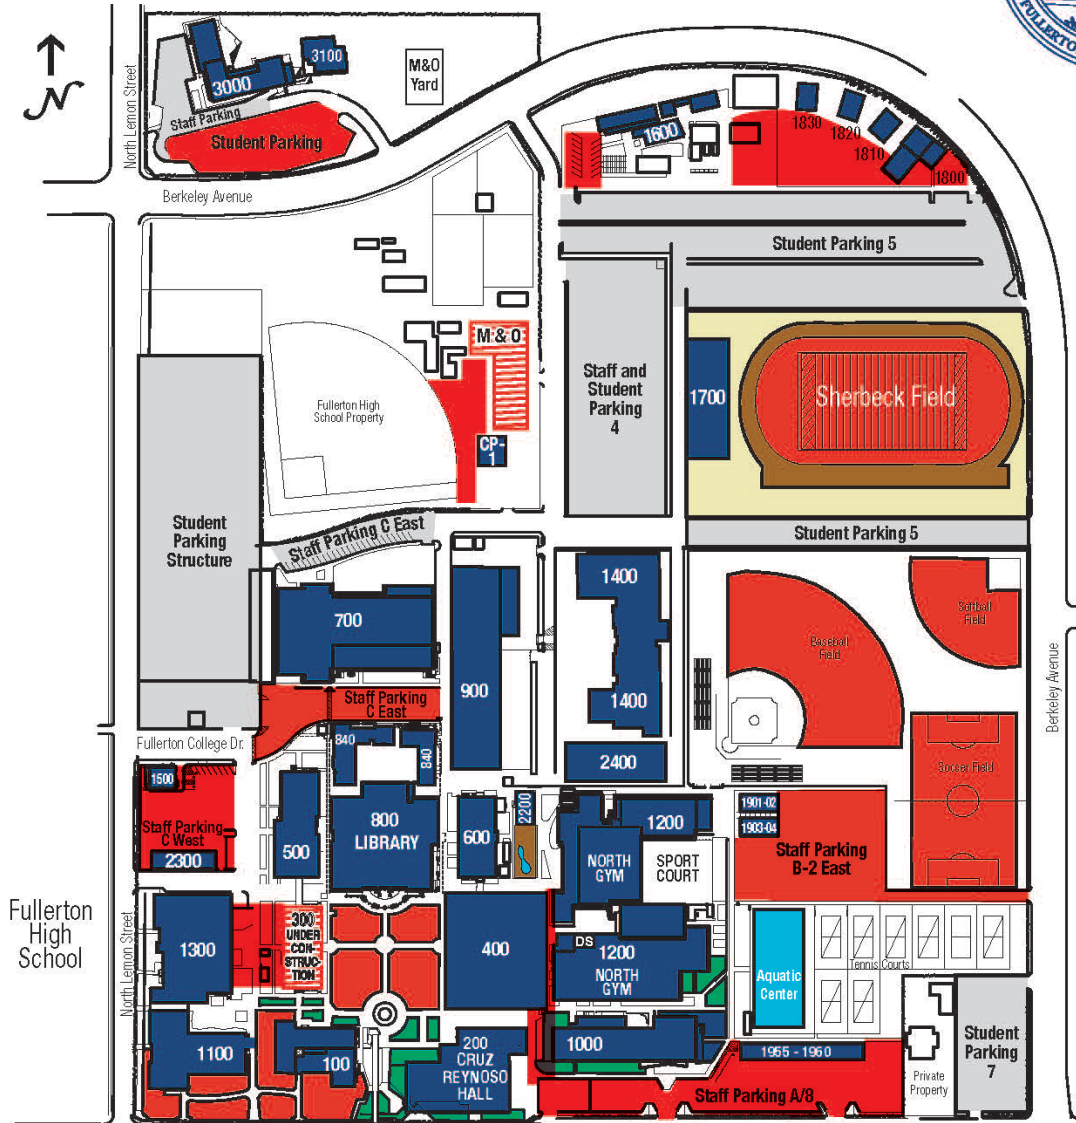 FULLERTO
N
North Lemon Street
3000
3100
M&O
Yard
Staff Parking
Student Parking
Berkeley Avenue
1600
1830
1820
1810
1800
Student Parking 5
M & O
Staff and
Student
Parking
4
1700
Sherbeck Field
Fullerton High
School Property
CP-
1
Student
Parking
Structure
Staff Parking C East
Student Parking 5
700
900
1400
1400
Baseball
Field
Softball
Field
Berkeley Avenue
Staff Parking
C East
Fullerton College Dr.
840
840
2400
Soccer Field
1500
Staff Parking
C West
2300
500
800
LIBRARY
600
2200
1200
NORTH
GYM
SPORT
COURT
1901-02
1903-04
Staff Parking
B-2 East
Fullerton
High
School
North Lemon Street
1300
300
UNDER
CON-
STRUC-
TION
400
DS
1200
NORTH
GYM
Aquatic
Center
Tennis Courts
1100
100
200
CRUZ
REYNOSO
HALL
1000
1955 - 1960
Staff Parking A/8
Private
Property
Student
Parking
7